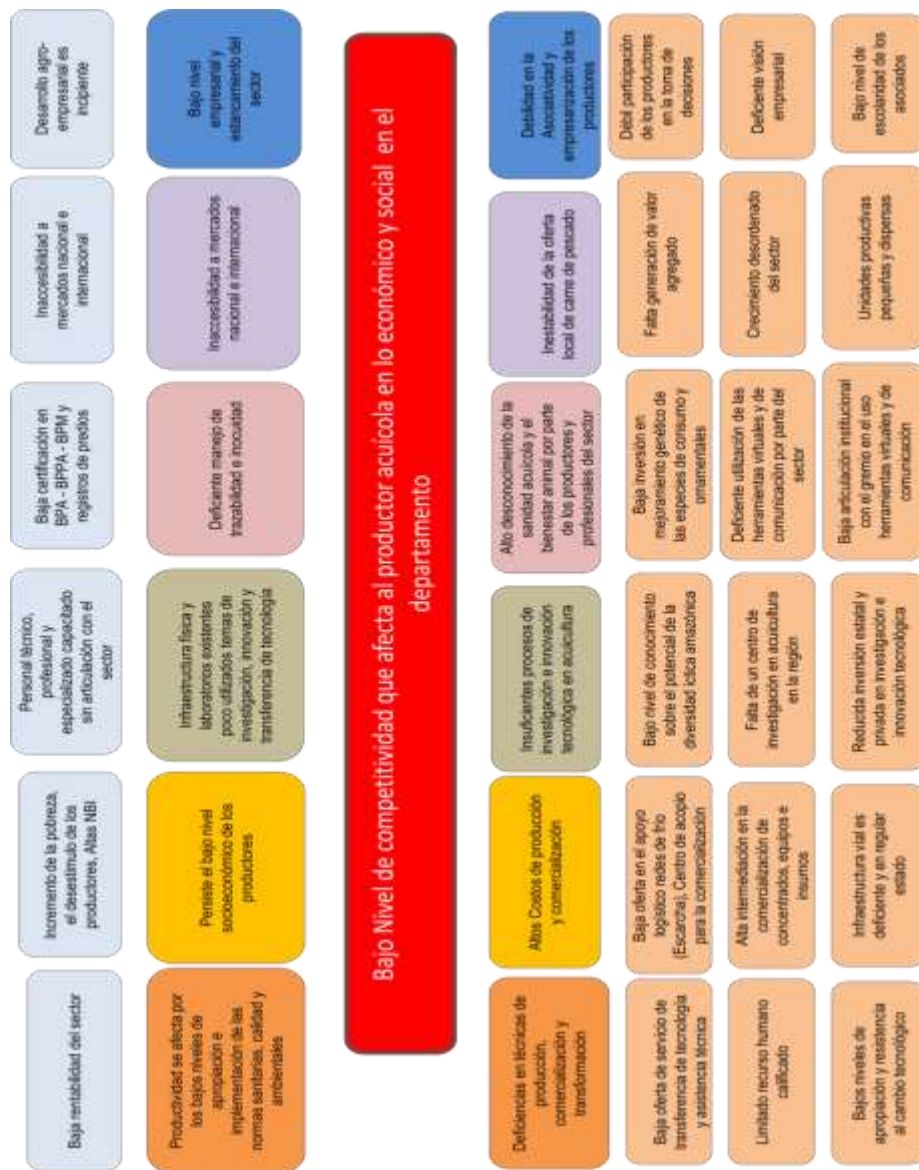 Baja rentabilidad del sector
Incremento de la pobreza,
el desestimulo de los
productores, Altas NBI
Personal técnico,
profesional y
especializado capacitado
sin articulación con el
sector
Baja certificación en
BPA - BPPA - BPM y
registros de predios
Inaccesibilidad a
mercados nacional e
internacional
Desarrollo agro-
empresarial es
incipiente
Productividad se afecta por
los bajos niveles de
apropiación e
implementación de las
normas sanitarias, calidad y
ambientales
Persiste el bajo nivel
socioeconómico de los
productores
Infraestructura física y
laboratorios existentes
poco utilizados temas de
investigación, innovación y
transferencia de tecnología
Deficiente manejo de
trazabilidad e inocuidad
Inaccesibilidad a mercados
nacional e internacional
Bajo nivel
empresarial y
estancamiento del
sector
Bajo Nivel de competitividad que afecta al productor acuícola en lo económico y social en el
departamento
Deficiencias en técnicas de
producción,
comercialización y
transformación
Altos Costos de producción
y comercialización
Insuficientes procesos de
investigación e innovación
tecnológica en acuicultura
Alto desconocimiento de la
sanidad acuícola y el
bienestar animal por parte
de los productores y
profesionales del sector
Inestabilidad de la oferta
local de carne de pescado
Debilidad en la
Asociatividad y
empresarización de los
productores
Baja oferta de servicio de
transferencia de tecnología
y asistencia técnica
Baja oferta en el apoyo
logístico redes de frio
(Escarcha), Centro de acopio
para la comercialización
Bajo nivel de conocimiento
sobre el potencial de la
diversidad íctica amazónica
Baja inversión en
mejoramiento genético de
las especies de consumo y
ornamentales
Falta generación de valor
agregado
Débil participación
de los productores
en la toma de
decisiones
Limitado recurso humano
calificado
Alta intermediación en la
comercialización de
concentrados, equipos e
insumos
Falta de un centro de
investigación en acuicultura
en la región
Deficiente utilización de las
herramientas virtuales y de
comunicación por parte del
sector
Crecimiento desordenado
del sector
Deficiente visión
empresarial
Bajos niveles de
apropiación y resistencia
al cambio tecnológico
Infraestructura vial es
deficiente y en regular
estado
Reducida inversión estatal y
privada en investigación e
innovación tecnológica
Baja articulación institucional
con el gremio en el uso
herramientas virtuales y de
comunicación
Unidades productivas
pequeñas y dispersas
Bajo nivel de
escolaridad de los
asociados